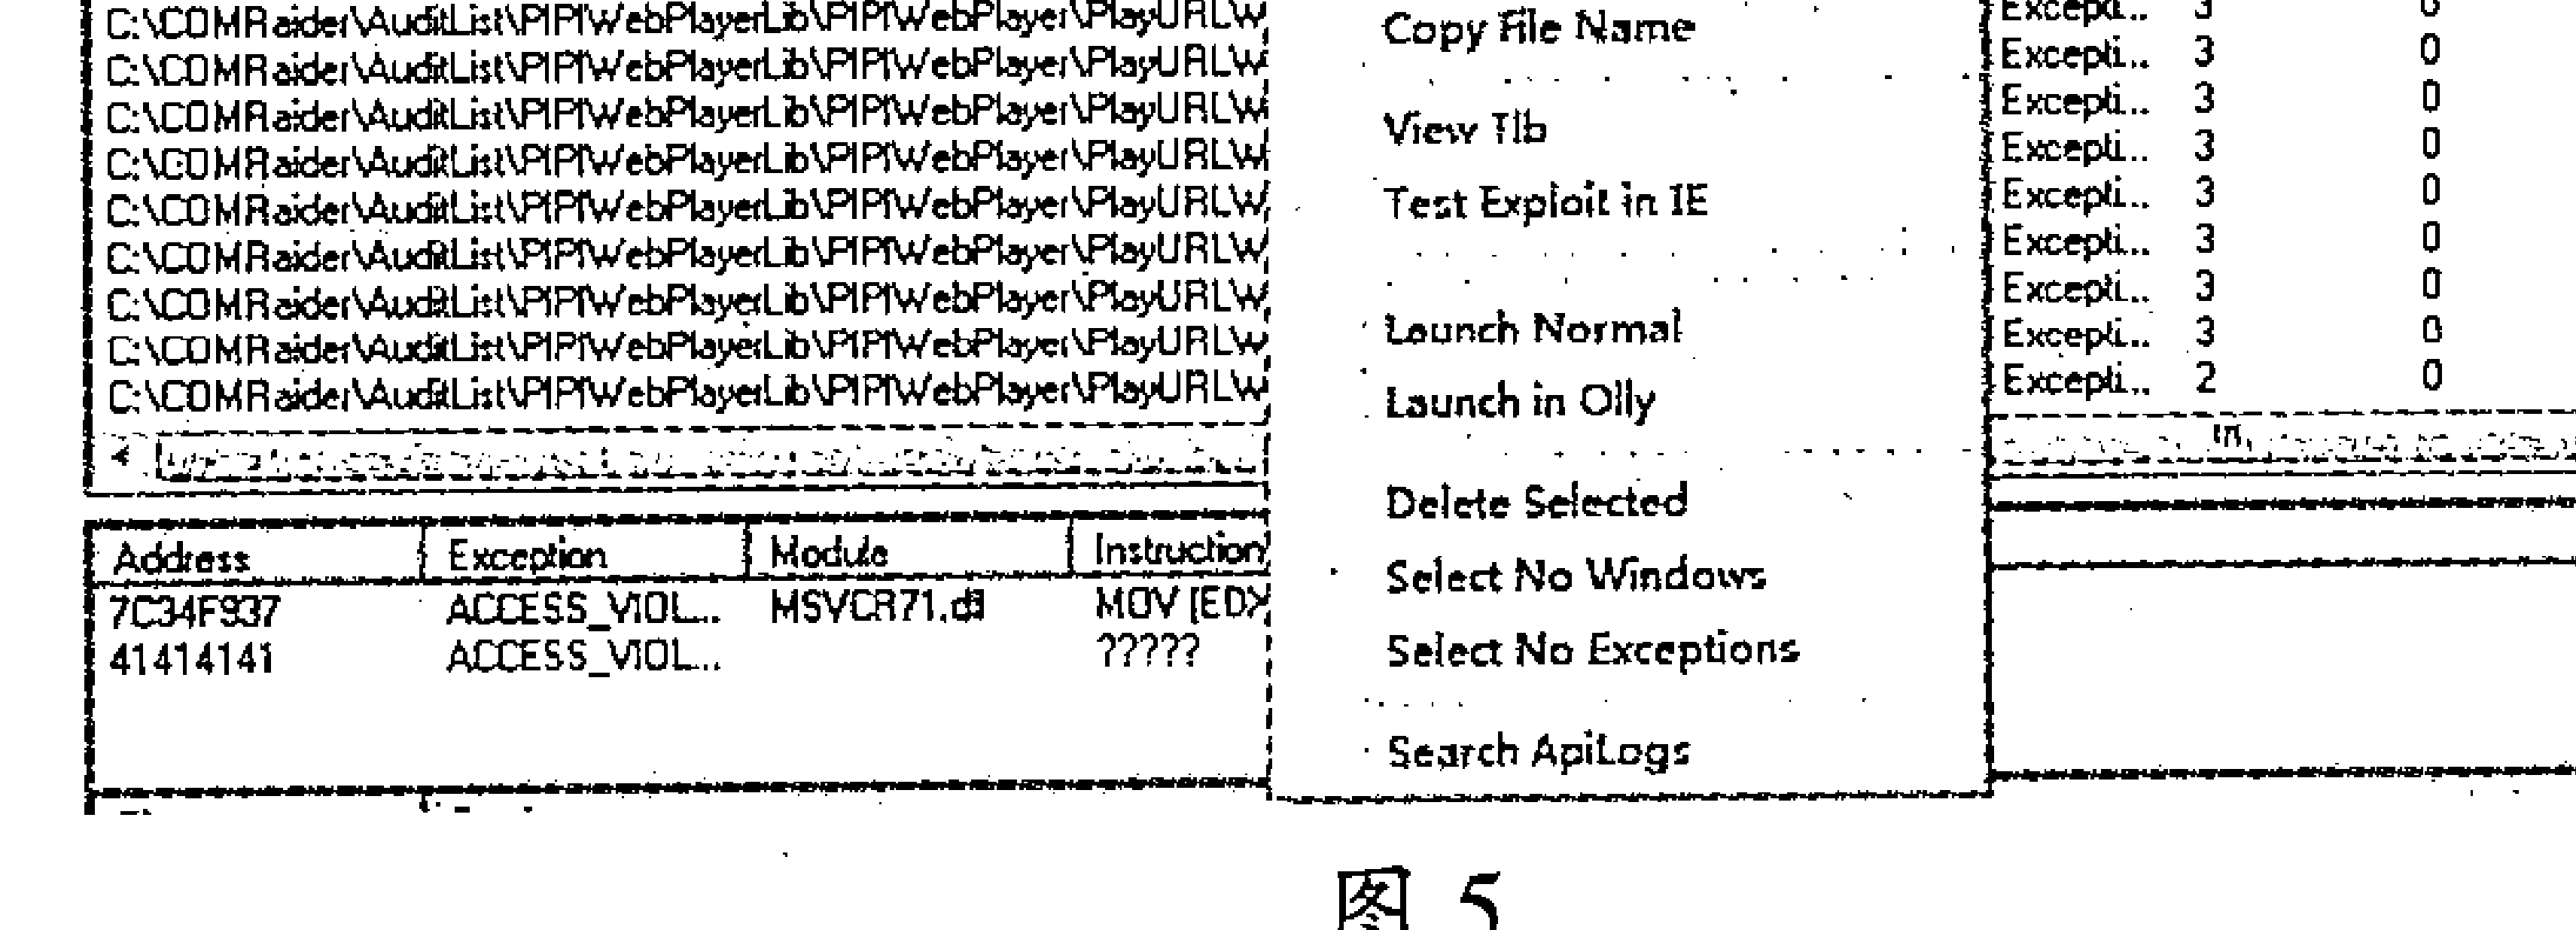 C:\COMRaider\AuditList\PIPIWebPlayerLib\PIPIWebPlayer\PlayURLW
C:\COMRaider\AuditList\PIPIWebPlayerLib\PIPIWebPlayer\PlayURLW
C:\COMRaider\AuditList\PIPIWebPlayerLib\PIPIWebPlayer\PlayURLW
C:\COMRaider\AuditList\PIPIWebPlayerLib\PIPIWebPlayer\PlayURLW
C:\COMRaider\AuditList\PIPIWebPlayerLib\PIPIWebPlayer\PlayURLW
C:\COMRaider\AuditList\PIPIWebPlayerLib\PIPIWebPlayer\PlayURLW
C:\COMRaider\AuditList\PIPIWebPlayerLib\PIPIWebPlayer\PlayURLW
C:\COMRaider\AuditList\PIPIWebPlayerLib\PIPIWebPlayer\PlayURLW
C:\COMRaider\AuditList\PIPIWebPlayerLib\PIPIWebPlayer\PlayURLW
Copy File Name
View Tlb
Test Exploit in IE
Launch Normal
Launch in Olly
Delete Selected
Select No Windows
Select No Exceptions
Search ApiLogs
Excepti... 3 0
Excepti... 3 0
Excepti... 3 0
Excepti... 3 0
Excepti... 3 0
Excepti... 3 0
Excepti... 3 0
Excepti... 3 0
Excepti... 2 0
Address Exception Module Instruction
7C34F937 ACCESS_VIOL... MSVCR71.dll MOV [EDX
41414141 ACCESS_VIOL... ?????
图 5